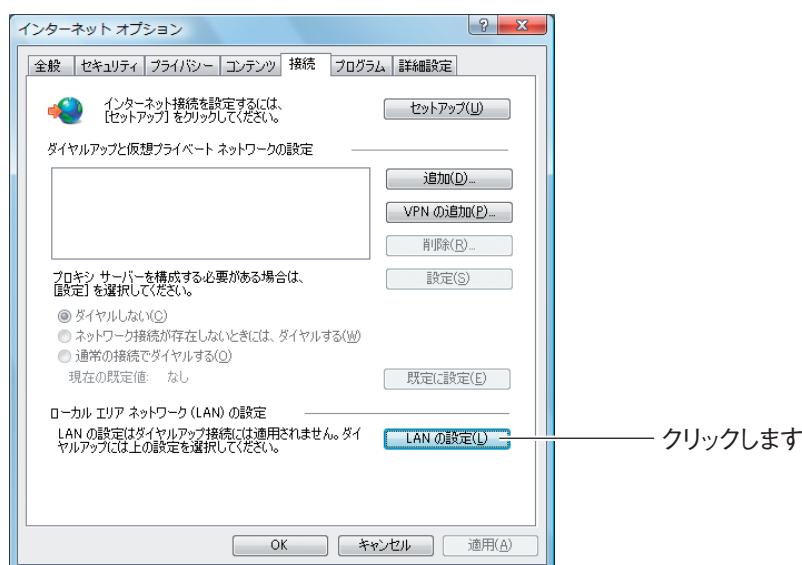 インターネット オプション
全般 セキュリティ プライバシー コンテンツ 接続 プログラム 詳細設定
インターネット接続を設定するには、
[セットアップ] をクリックしてください。
セットアップ(U)
ダイヤルアップと仮想プライベート ネットワークの設定
追加(D)...
VPN の追加(P)...
削除(R)...
プロキシ サーバーを構成する必要がある場合は、
[設定] を選択してください。
設定(S)
ダイヤルしない(C)
ネットワーク接続が存在しないときには、ダイヤルする(W)
通常の接続でダイヤルする(O)
現在の既定値: なし
既定に設定(E)
ローカル エリア ネットワーク (LAN) の設定
LAN の設定はダイヤルアップ接続には適用されません。ダイ
ヤルアップには上の設定を選択してください。
LAN の設定(L)
クリックします
OK キャンセル 適用(A)